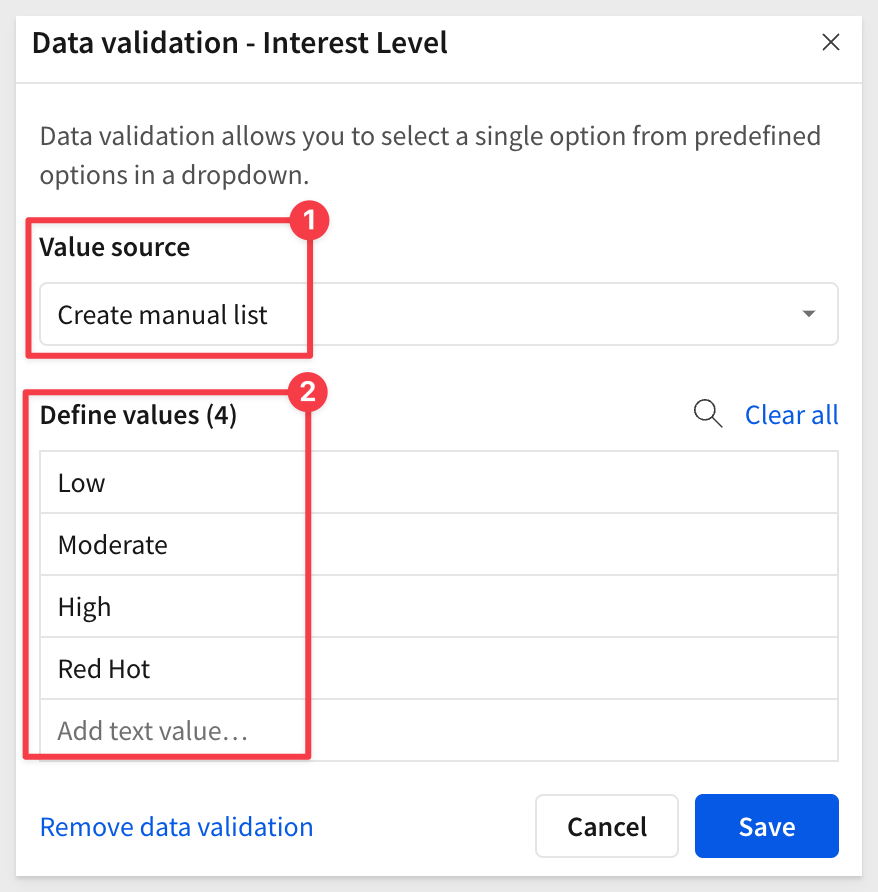 Data validation - Interest Level
Data validation allows you to select a single option from predefined
options in a dropdown.
1
Value source
Create manual list
2
Define values (4)
Clear all
Low
Moderate
High
Red Hot
Add text value...
Remove data validation
Cancel
Save